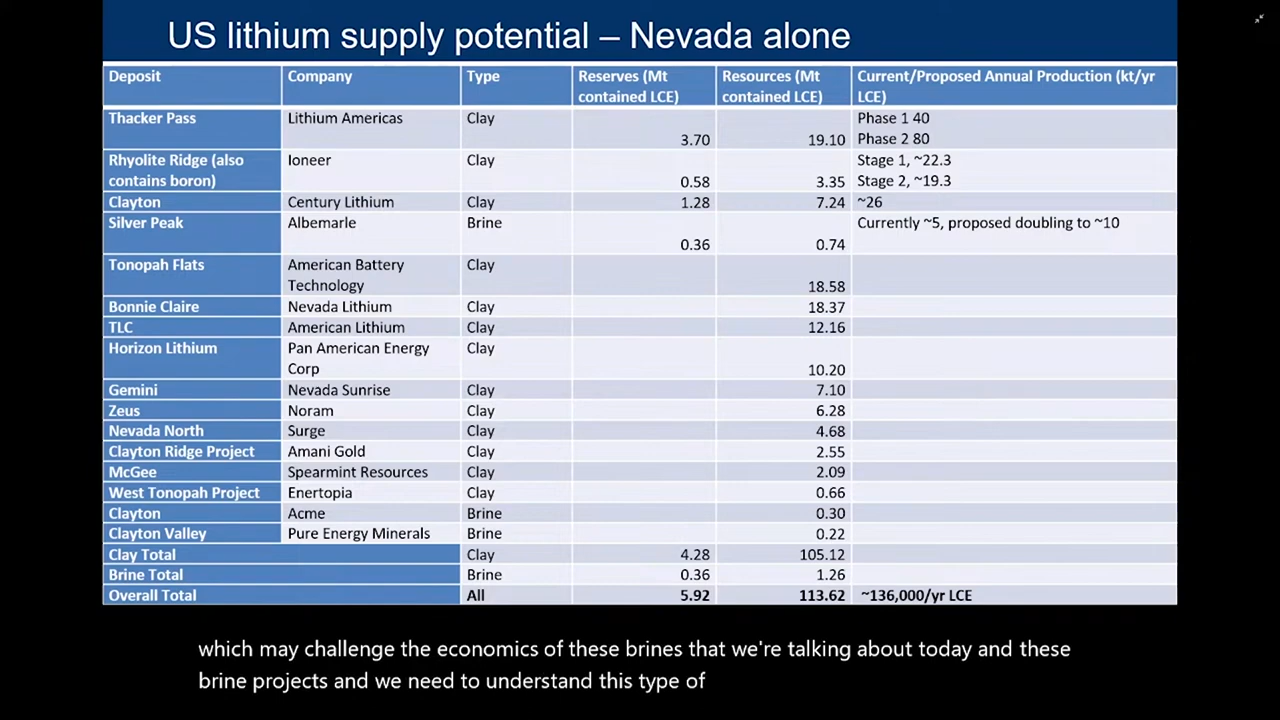 US lithium supply potential – Nevada alone
Deposit Company Type Reserves (Mt contained LCE) Resources (Mt contained LCE) Current/Proposed Annual Production (kt/yr LCE)
Thacker Pass Lithium Americas Clay 3.70 19.10 Phase 1 40 Phase 2 80
Rhyolite Ridge (also contains boron) Ioneer Clay 0.58 3.35 Stage 1, ~22.3 Stage 2, ~19.3
Clayton Century Lithium Clay 1.28 7.24 ~26
Silver Peak Albemarle Brine 0.36 0.74 Currently ~5, proposed doubling to ~10
Tonopah Flats American Battery Technology Clay 18.58
Bonnie Claire Nevada Lithium Clay 18.37
TLC American Lithium Clay 12.16
Horizon Lithium Pan American Energy Corp Clay 10.20
Gemini Nevada Sunrise Clay 7.10
Zeus Noram Clay 6.28
Nevada North Surge Clay 4.68
Clayton Ridge Project Amani Gold Clay 2.55
McGee Spearmint Resources Clay 2.09
West Tonopah Project Enertopia Clay 0.66
Clayton Acme Brine 0.30
Clayton Valley Pure Energy Minerals Brine 0.22
Clay Total Clay 4.28 105.12
Brine Total Brine 0.36 1.26
Overall Total All 5.92 113.62 ~136,000/yr LCE
which may challenge the economics of these brines that we're talking about today and these
brine projects and we need to understand this type of